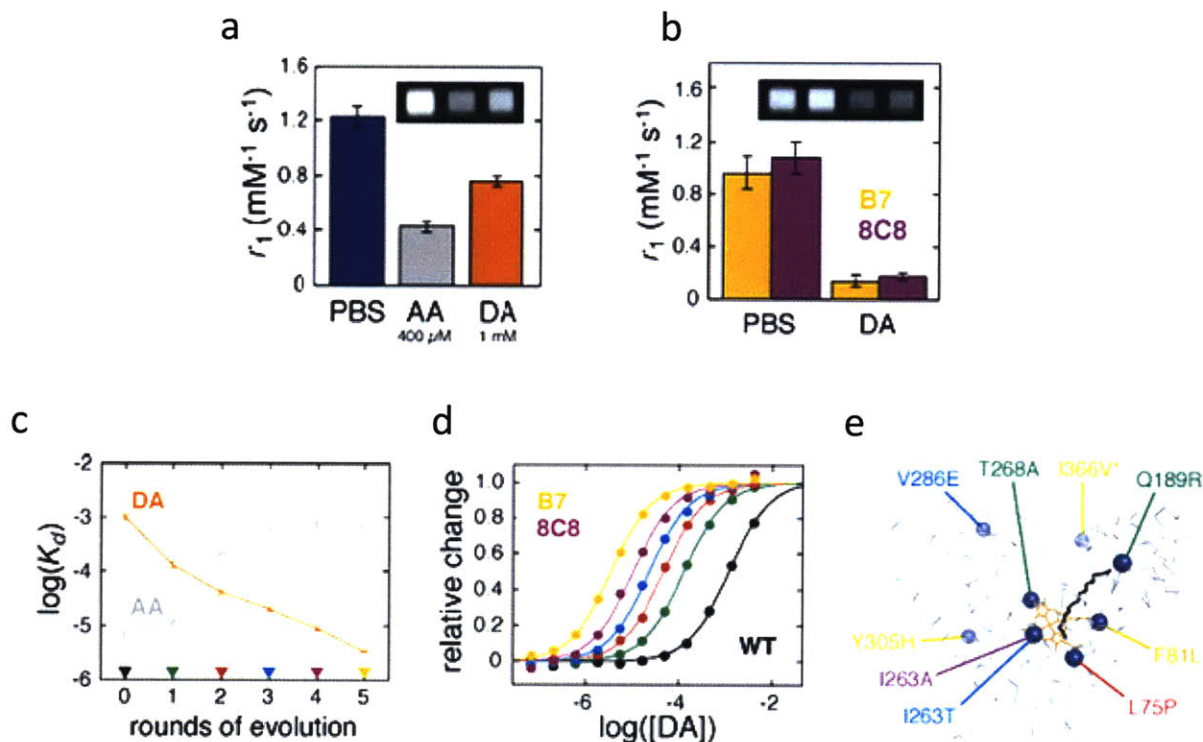 a
1.6
1.2
0.8
0.4
0
r1 (mM-1 s-1)
PBS
AA
400 µM
DA
1 mM
b
1.6
1.2
0.8
0.4
0
r1 (mM-1 s-1)
B7
8C8
PBS
DA
c
-2
-3
-4
-5
-6
log(Kd)
DA
AA
0 1 2 3 4 5
rounds of evolution
d
1.0
0.8
0.6
0.4
0.2
0
relative change
B7
8C8
WT
-6 -4 -2
log([DA])
e
V286E
T268A
I366V*
Q189R
Y305H
F81L
I263A
I263T
L75P